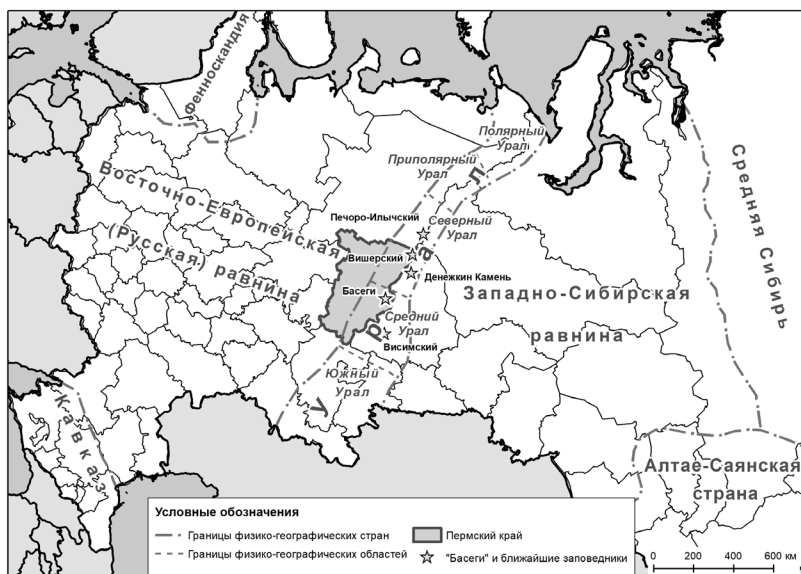 Фенноскандия
Полярный
Урал
Приполярный
Урал
Средняя Сибирь
Восточно-Европейская
(Русская) равнина
Печоро-Илычский
Северный
Урал
Вишерский
Денежкин Камень
Басеги
Западно-Сибирская
равнина
Средний
Урал
Висимский
Южный
Урал
Урал
Кавказ
Алтае-Саянская
страна
Условные обозначения
Границы физико-географических стран
Границы физико-географических областей
Пермский край
"Басеги" и ближайшие заповедники
0 200 400 600 км